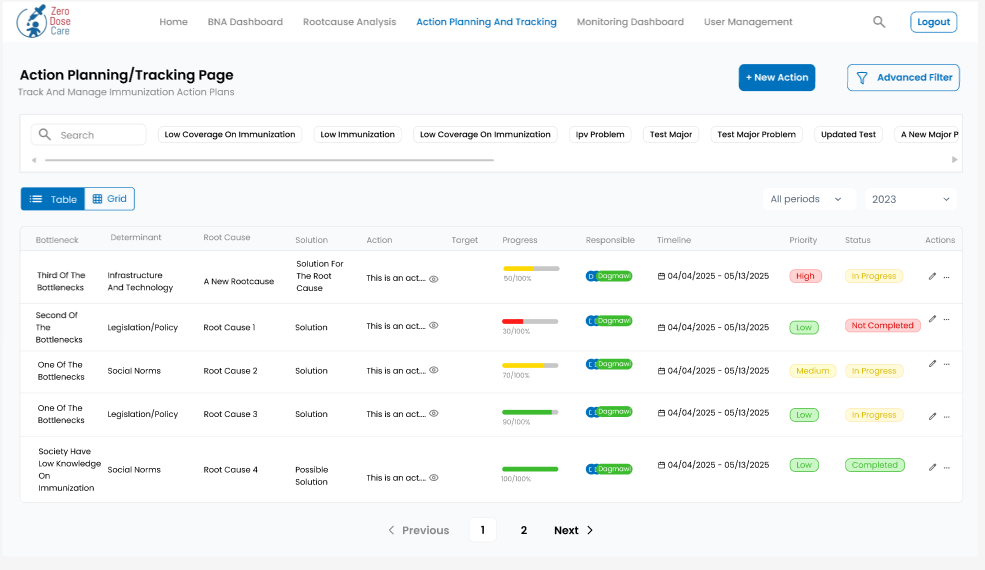 Zero
Dose
Care
Home BNA Dashboard Rootcause Analysis Action Planning And Tracking Monitoring Dashboard User Management Logout
Action Planning/Tracking Page
Track And Manage Immunization Action Plans
+ New Action Advanced Filter
Search Low Coverage On Immunization Low Immunization Low Coverage On Immunization Ipv Problem Test Major Test Major Problem Updated Test A New Major P
Table Grid All periods 2023
Bottleneck Determinant Root Cause Solution Action Target Progress Responsible Timeline Priority Status Actions
Third Of The
Bottlenecks
Infrastructure
And Technology
A New Rootcause
Solution For
The Root
Cause
This is an act....
50/100%
D Dagmawi
04/04/2025 - 05/13/2025
High
In Progress
...
Second Of
The
Bottlenecks
Legislation/Policy
Root Cause 1
Solution
This is an act....
30/100%
D Dagmawi
04/04/2025 - 05/13/2025
Low
Not Completed
...
One Of The
Bottlenecks
Social Norms
Root Cause 2
Solution
This is an act....
70/100%
Dagmawi
04/04/2025 - 05/13/2025
Medium
In Progress
...
One Of The
Bottlenecks
Legislation/Policy
Root Cause 3
Solution
This is an act....
90/100%
Dagmawi
04/04/2025 - 05/13/2025
Low
In Progress
...
Society Have
Low Knowledge
On
Immunization
Social Norms
Root Cause 4
Possible
Solution
This is an act....
100/100%
Dagmawi
04/04/2025 - 05/13/2025
Low
Completed
...
Previous 1 2 Next